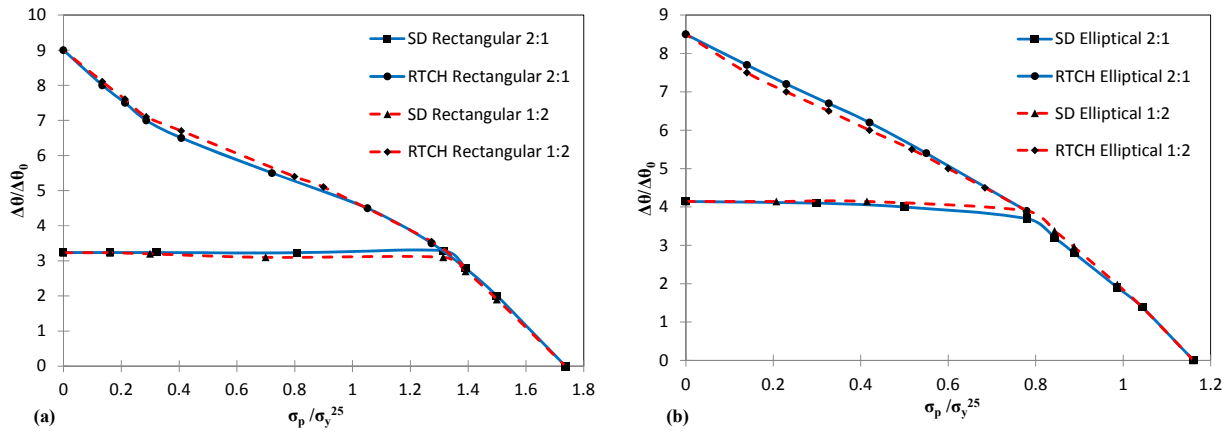 10
9
8
7
6
5
4
3
2
1
0
Δθ/Δθ₀
SD Rectangular 2:1
RTCH Rectangular 2:1
SD Rectangular 1:2
RTCH Rectangular 1:2
0 0.2 0.4 0.6 0.8 1 1.2 1.4 1.6 1.8
σₚ/σᵧ²⁵
(a)
9
8
7
6
5
4
3
2
1
0
Δθ/Δθ₀
SD Elliptical 2:1
RTCH Elliptical 2:1
SD Elliptical 1:2
RTCH Elliptical 1:2
0 0.2 0.4 0.6 0.8 1 1.2
σₚ/σᵧ²⁵
(b)